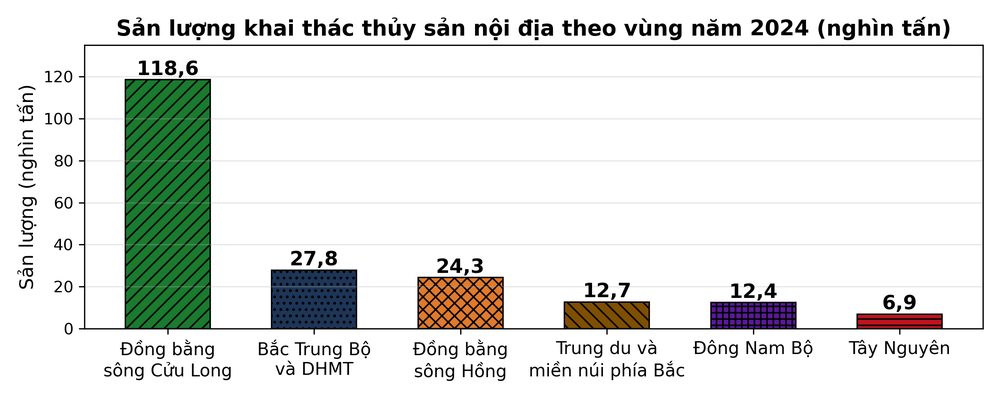 Sản lượng khai thác thủy sản nội địa theo vùng năm 2024 (nghìn tấn)
Sản lượng (nghìn tấn)
120
100
80
60
40
20
0
118,6
27,8
24,3
12,7
12,4
6,9
Đồng bằng
sông Cửu Long
Bắc Trung Bộ
và DHMT
Đồng bằng
sông Hồng
Trung du và
miền núi phía Bắc
Đông Nam Bộ
Tây Nguyên